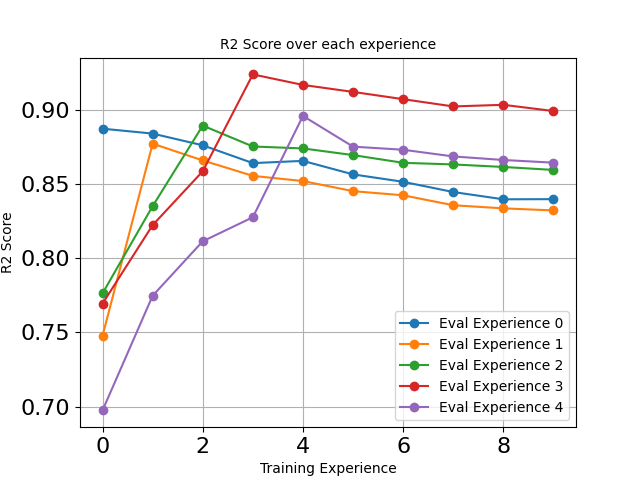 R2 Score over each experience
0.90
0.85
0.80
0.75
0.70
R2 Score
0 2 4 6 8
Training Experience
Eval Experience 0
Eval Experience 1
Eval Experience 2
Eval Experience 3
Eval Experience 4